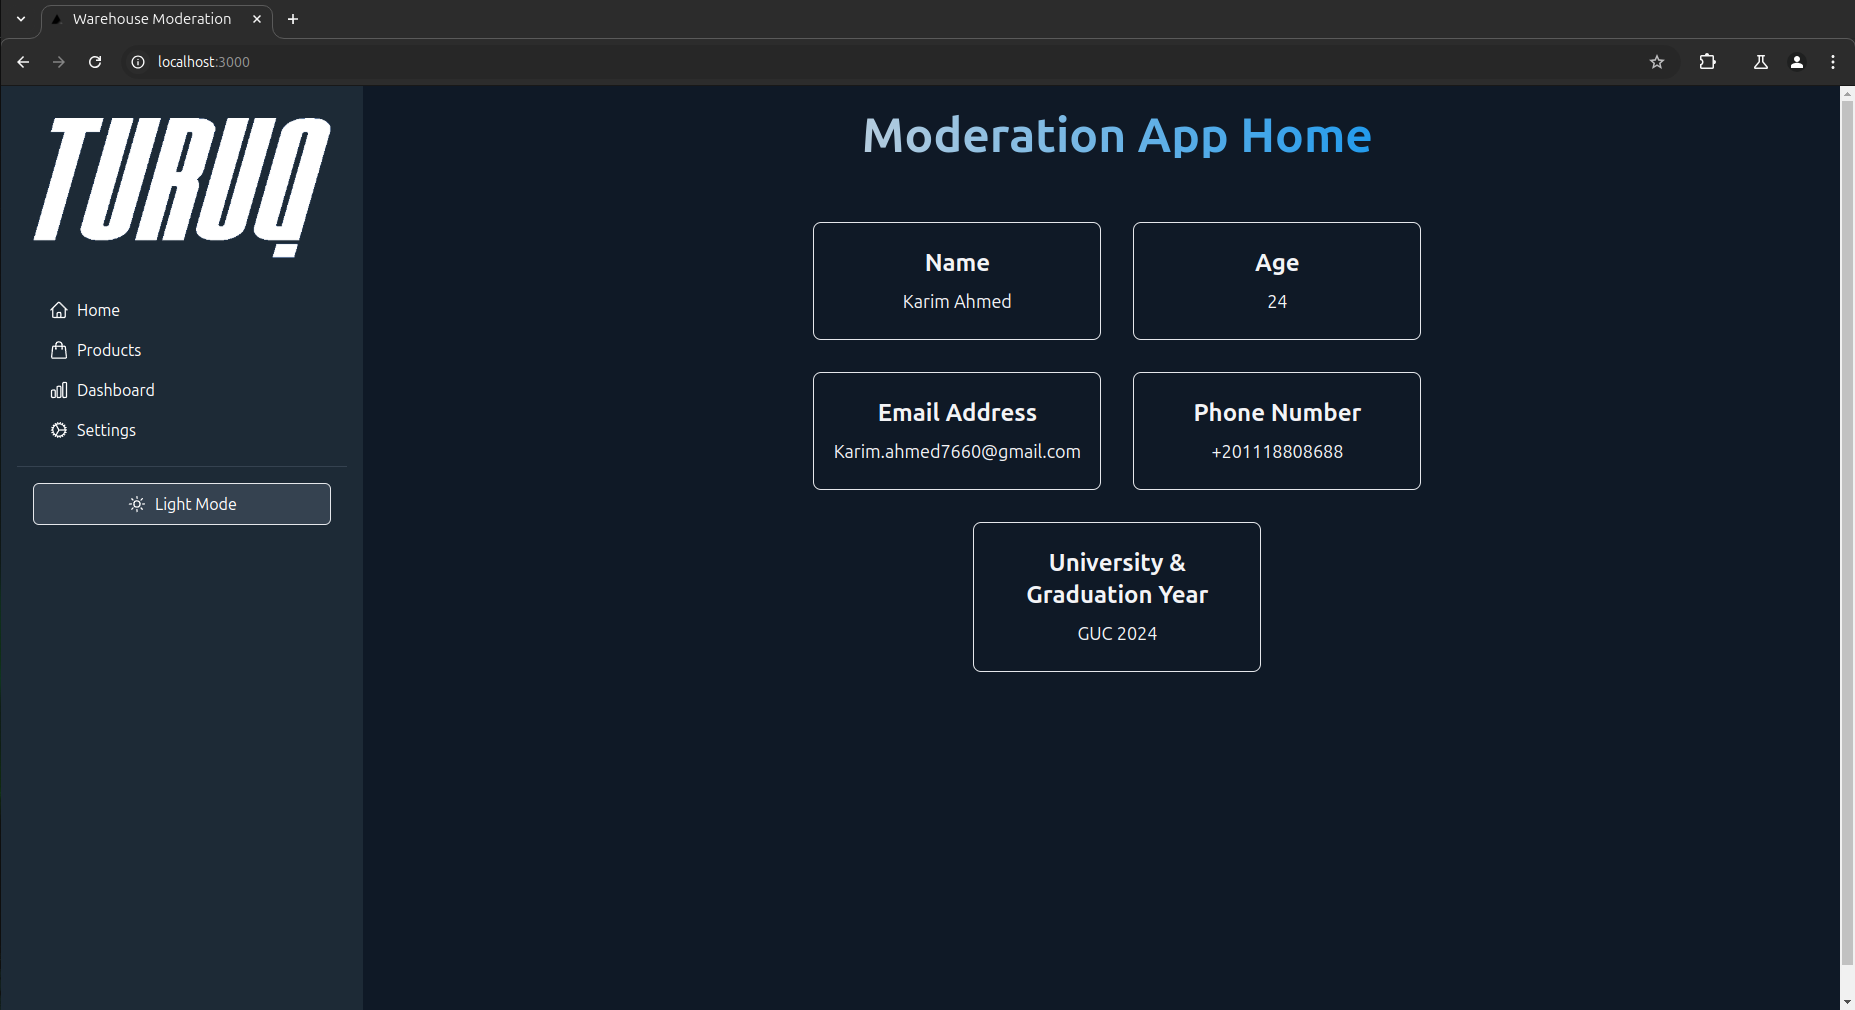 Warehouse Moderation
localhost:3000
TURUQ
Home
Products
Dashboard
Settings
Light Mode
Moderation App Home
Name
Karim Ahmed
Age
24
Email Address
Karim.ahmed7660@gmail.com
Phone Number
+201118808688
University &
Graduation Year
GUC 2024